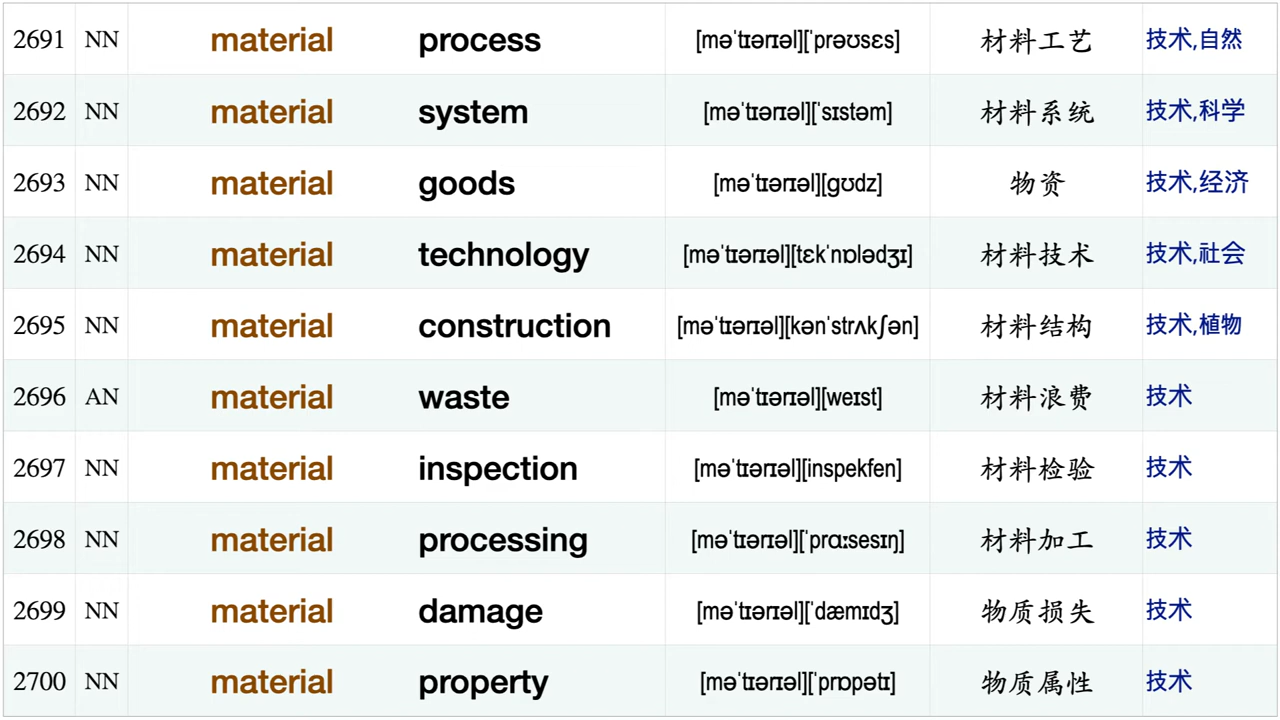 2691 NN material process [məˈtɪərɪəl][ˈprəʊsɛs] 材料工艺 技术,自然
2692 NN material system [məˈtɪərɪəl][ˈsɪstəm] 材料系统 技术,科学
2693 NN material goods [məˈtɪərɪəl][gʊdz] 物资 技术,经济
2694 NN material technology [məˈtɪərɪəl][tɛkˈnɒlədʒɪ] 材料技术 技术,社会
2695 NN material construction [məˈtɪərɪəl][kənˈstrʌkʃən] 材料结构 技术,植物
2696 AN material waste [məˈtɪərɪəl][weɪst] 材料浪费 技术
2697 NN material inspection [məˈtɪərɪəl][inspekfen] 材料检验 技术
2698 NN material processing [məˈtɪərɪəl][ˈprɑɪsesɪŋ] 材料加工 技术
2699 NN material damage [məˈtɪərɪəl][ˈdæmɪdʒ] 物质损失 技术
2700 NN material property [məˈtɪərɪəl][ˈprɒpətɪ] 物质属性 技术